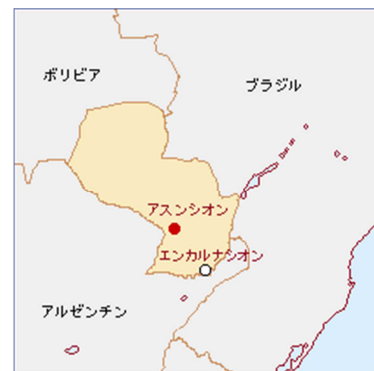 ボリビア
ブラジル
アスンシオン
エンカルナシオン
アルゼンチン